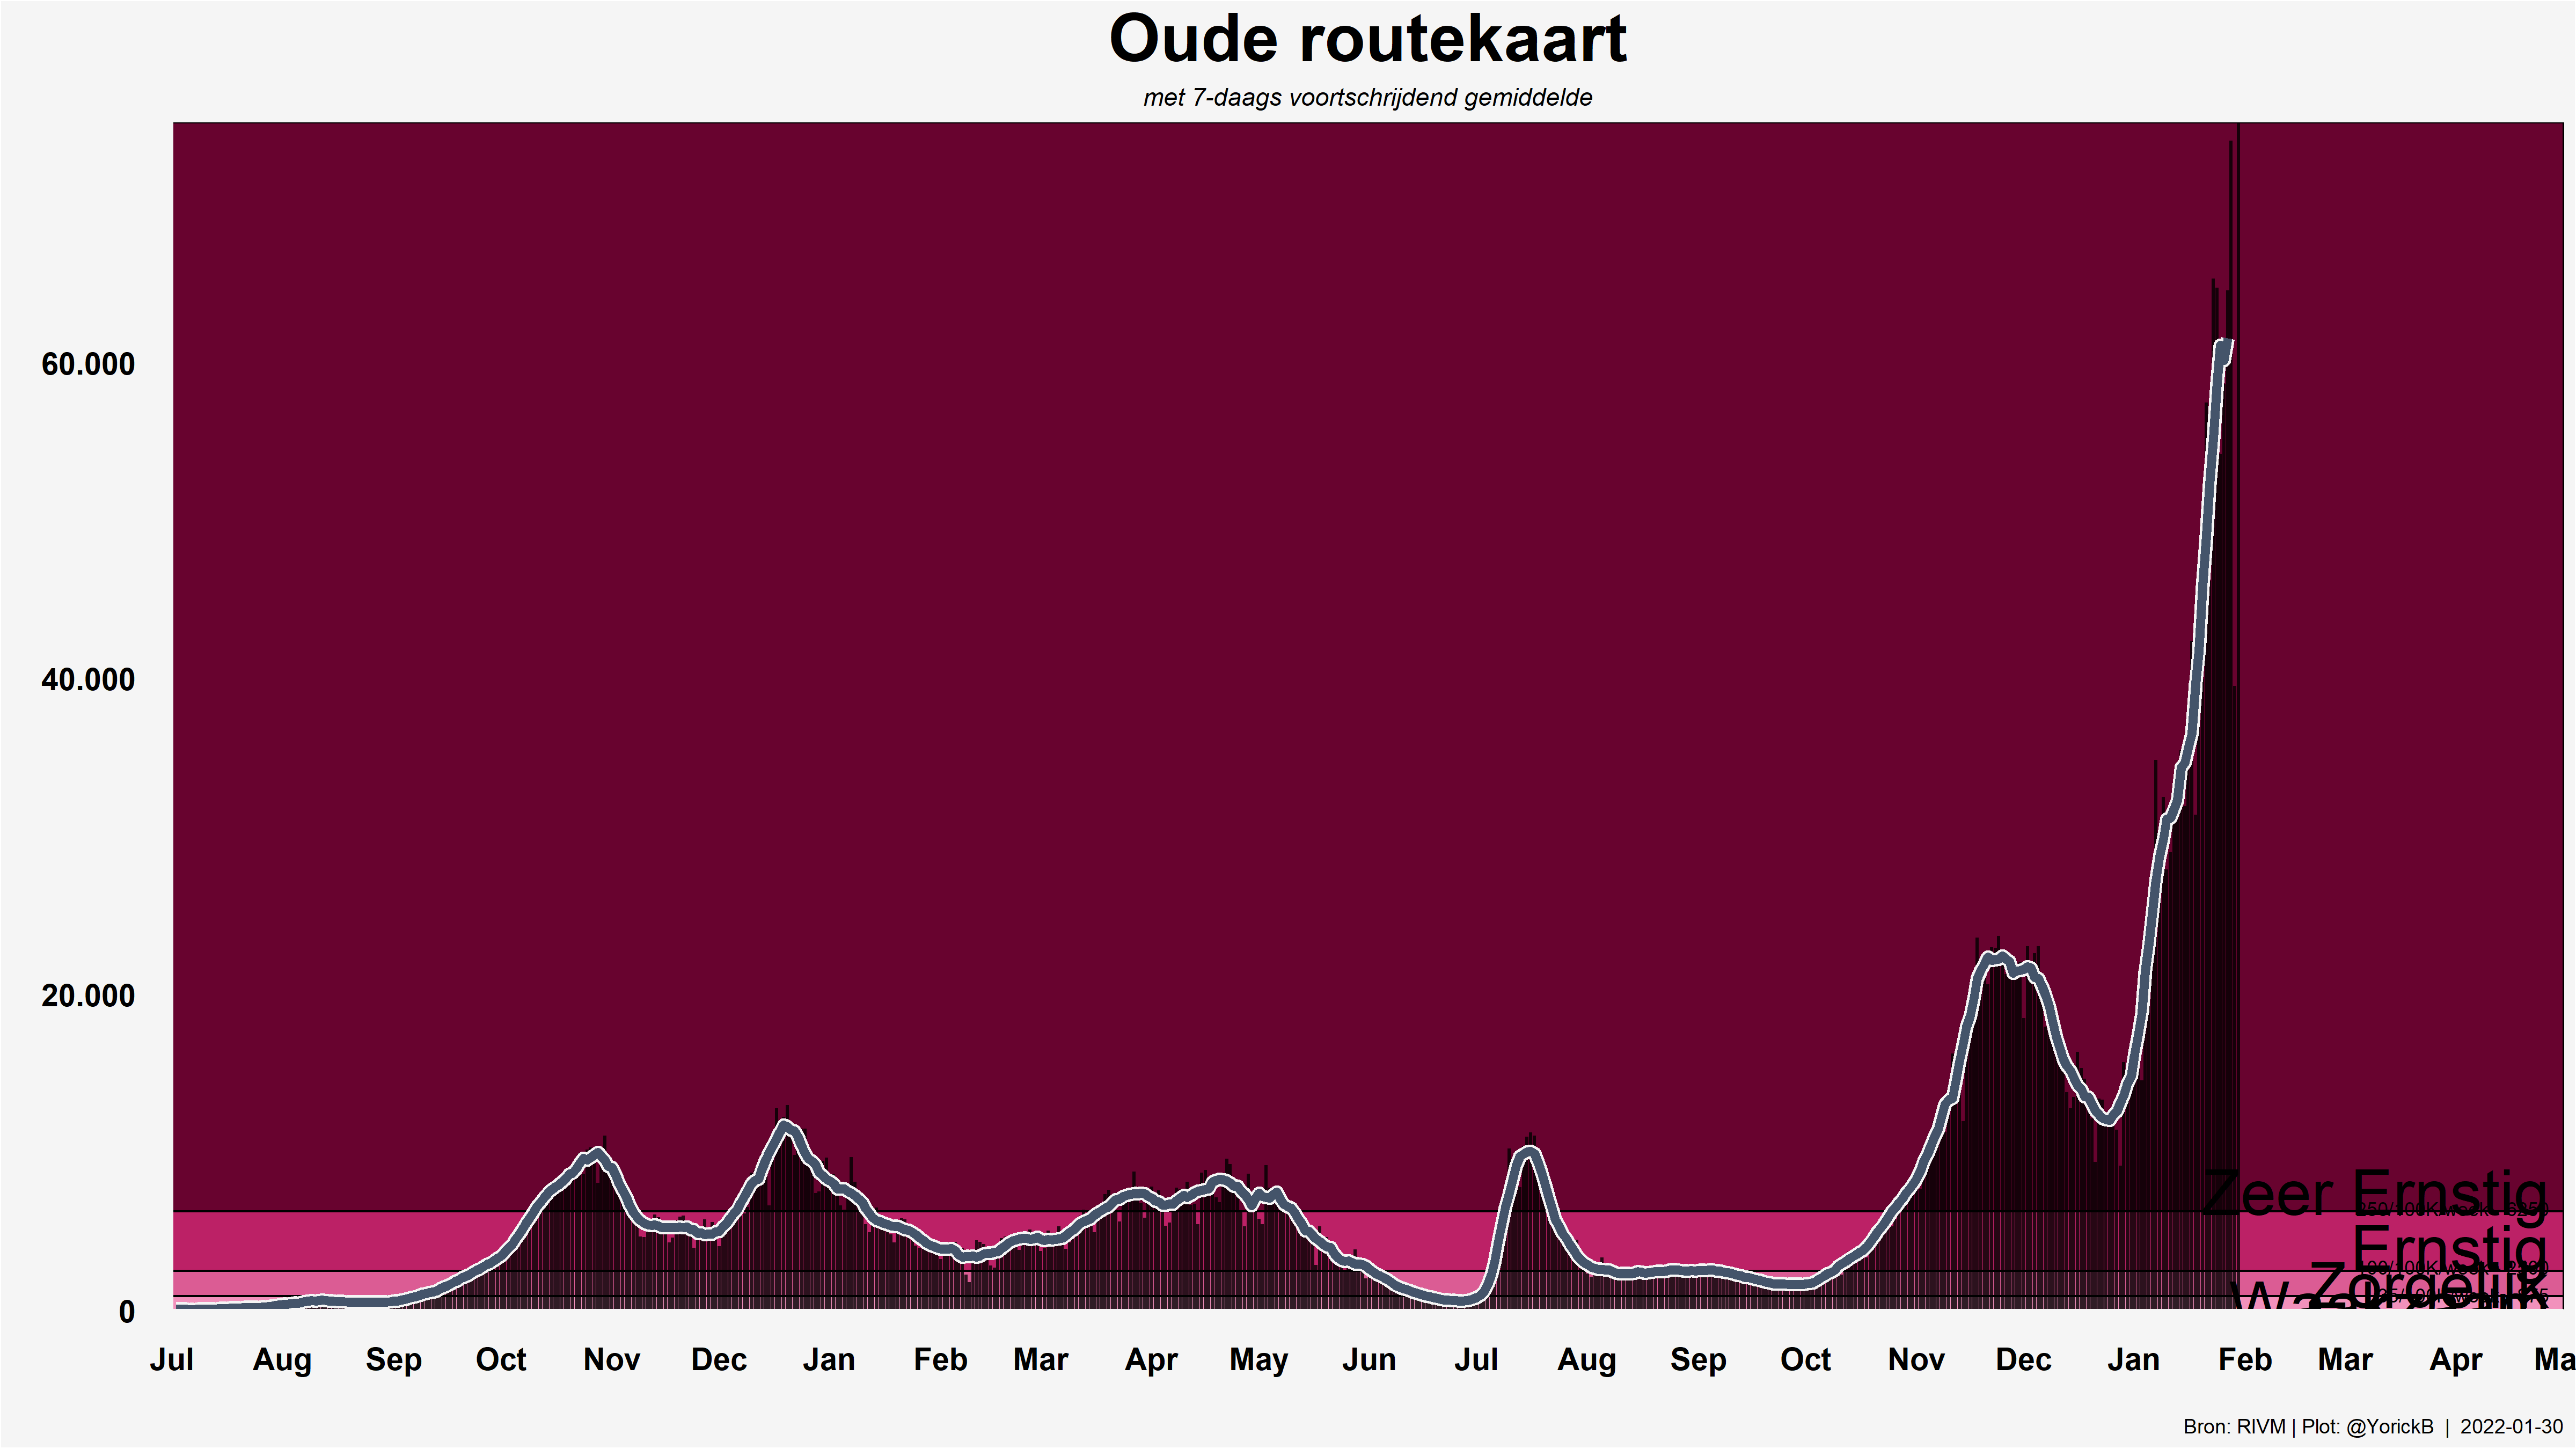 Oude routekaart
met 7-daags voortschrijdend gemiddelde
60.000
40.000
20.000
0
Zeer Ernstig
Ernstig
Zorgelijk
Jul Aug Sep Oct Nov Dec Jan Feb Mar Apr May Jun Jul Aug Sep Oct Nov Dec Jan Feb Mar Apr Ma
Bron: RIVM | Plot: @YorickB | 2022-01-30